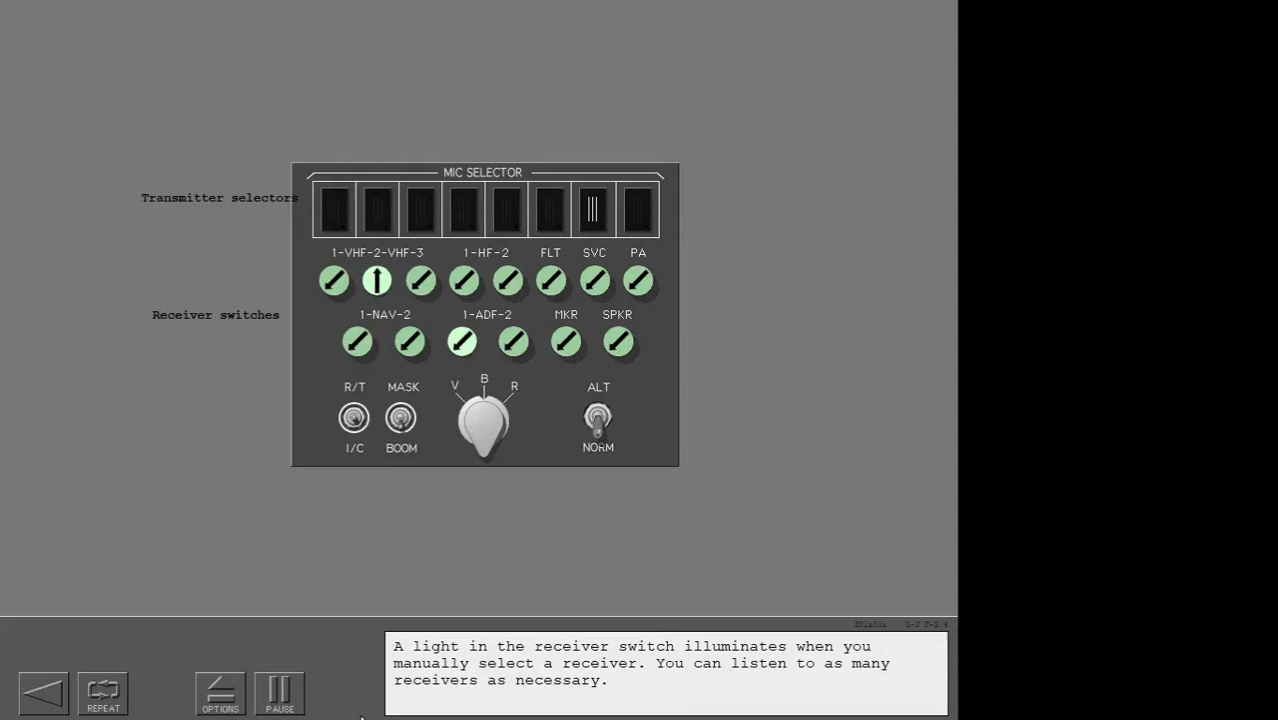 MIC SELECTOR
Transmitter selectors
1-VHF-2-VHF-3 1-HF-2 FLT SVC PA
Receiver switches
1-NAV-2 1-ADF-2 MKR SPKR
R/T MASK V B R ALT
I/C BOOM NORM
A light in the receiver switch illuminates when you
manually select a receiver. You can listen to as many
receivers as necessary.
REPEAT OPTIONS PAUSE